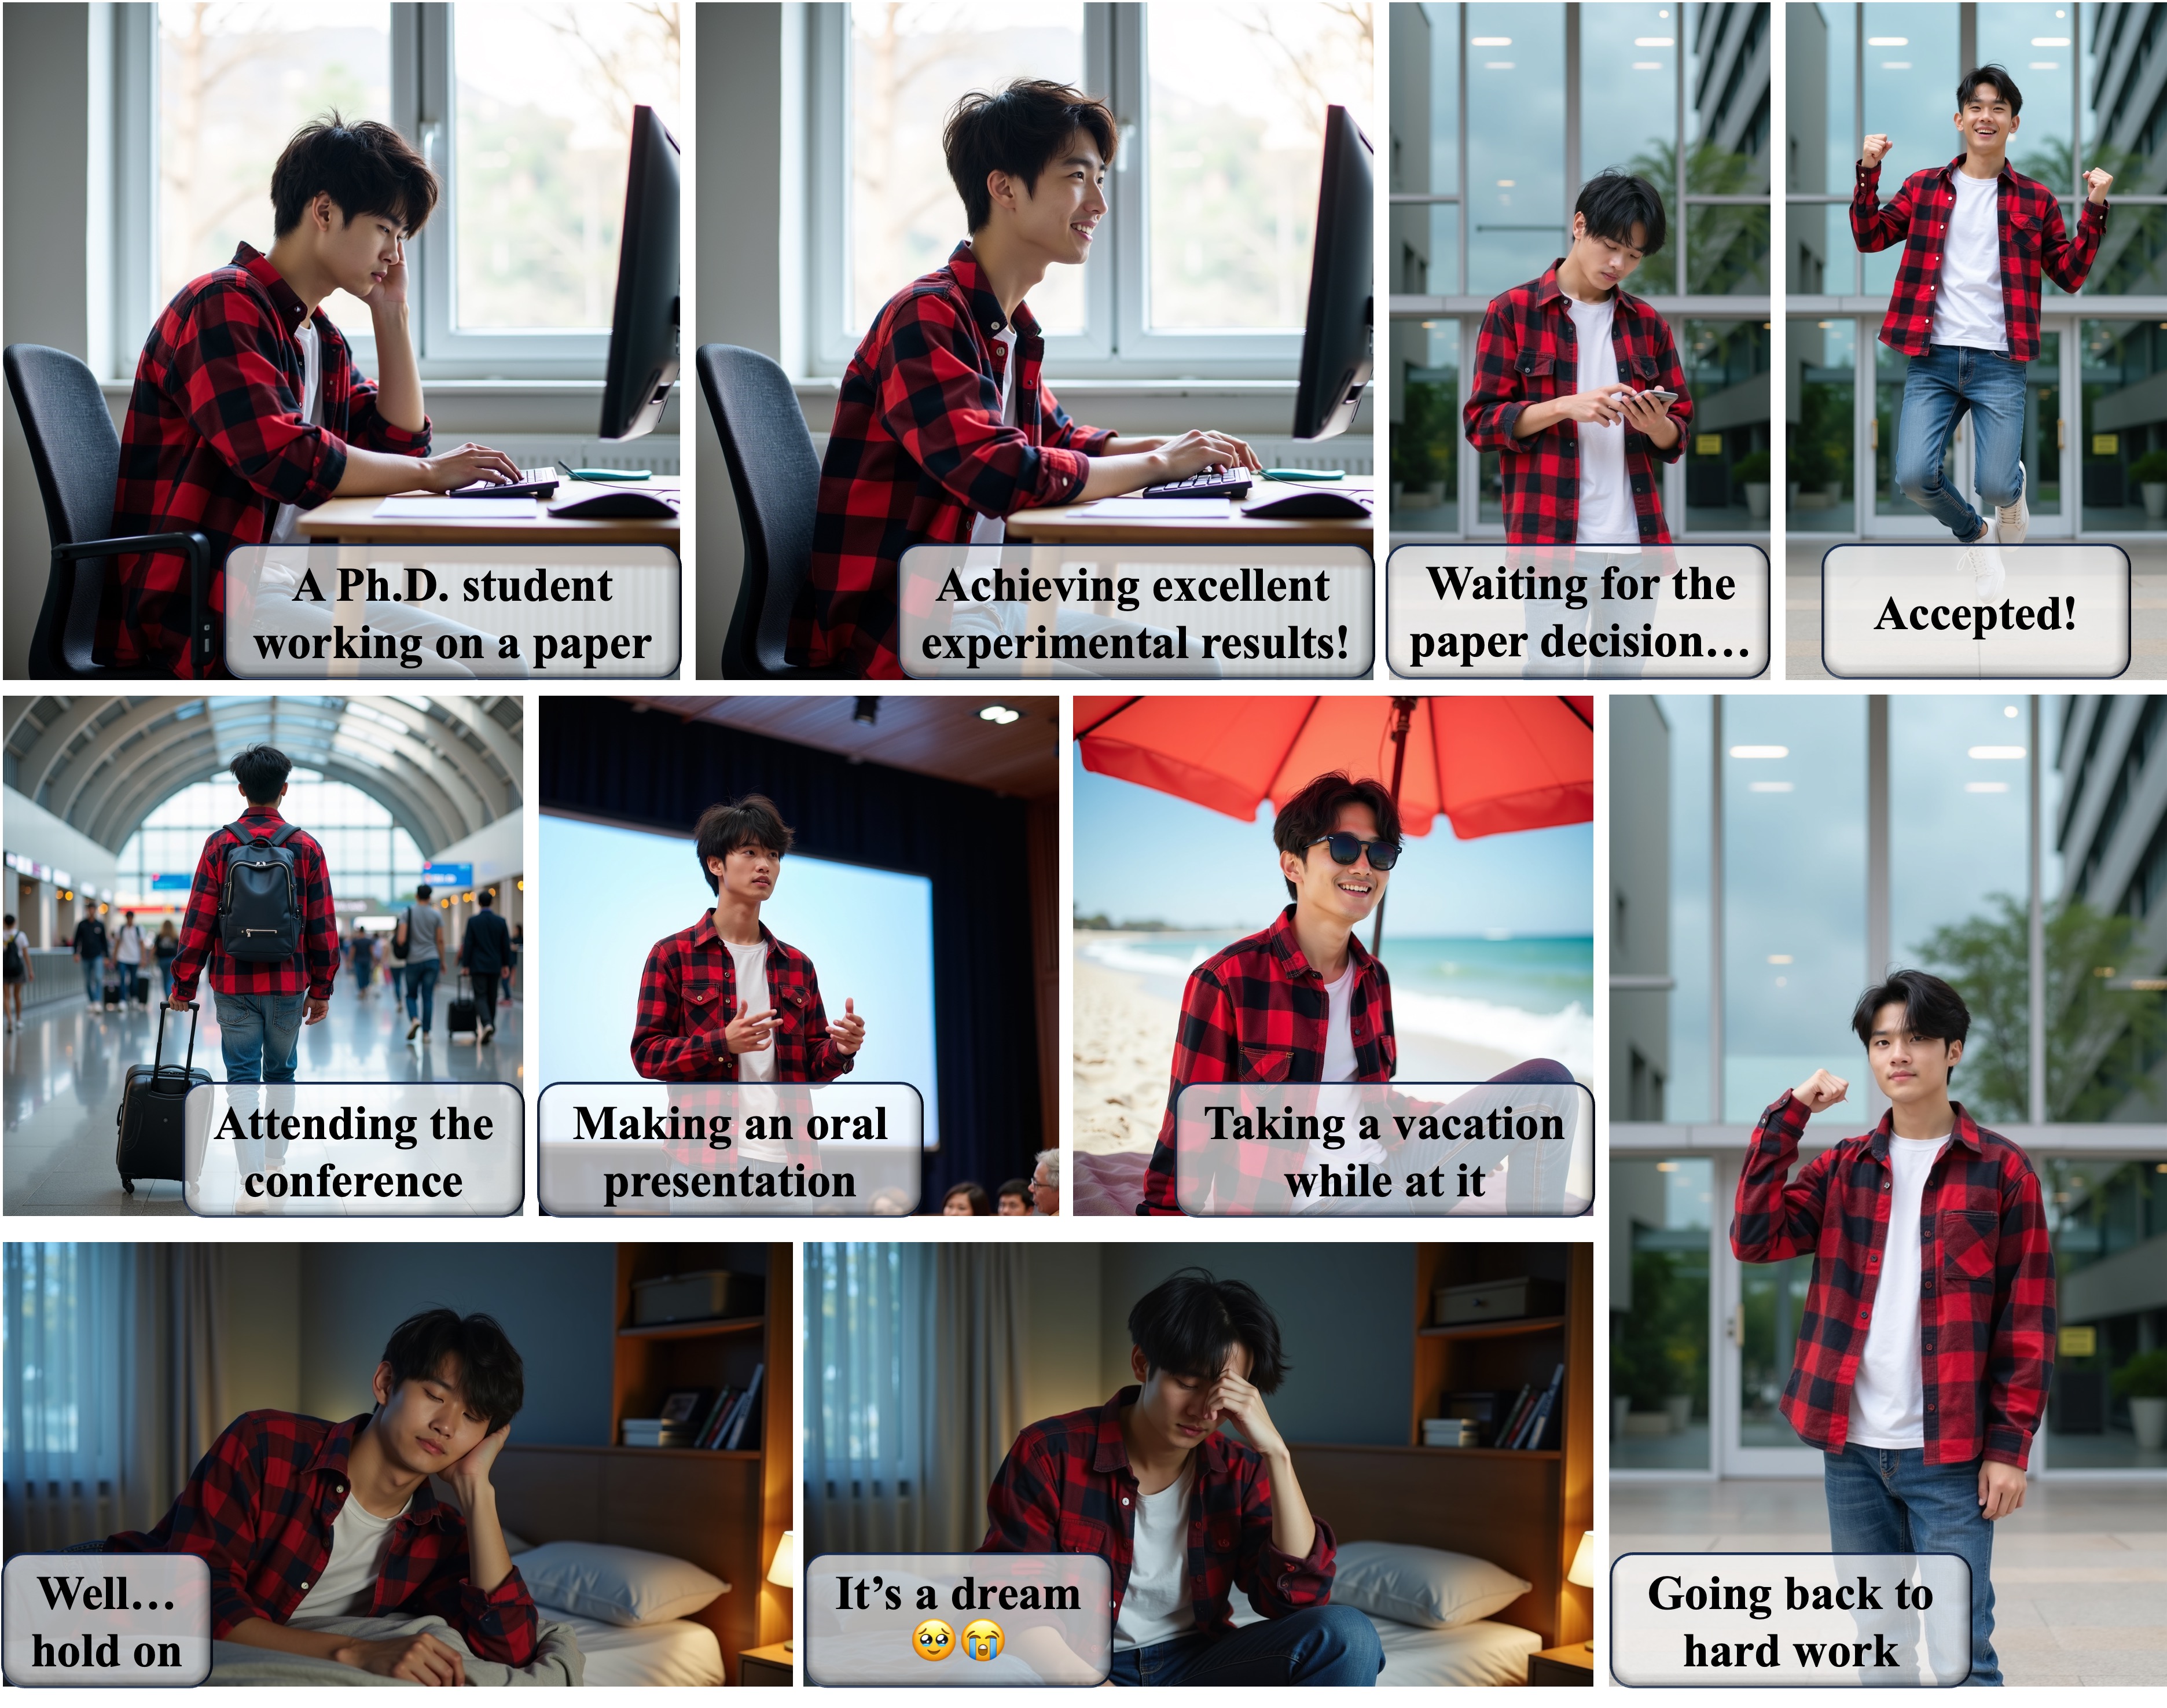 A Ph.D. student
working on a paper
Achieving excellent
experimental results!
Waiting for the
paper decision…
Accepted!
Attending the
conference
Making an oral
presentation
Taking a vacation
while at it
Well…
hold on
It’s a dream
🥹😭
Going back to
hard work